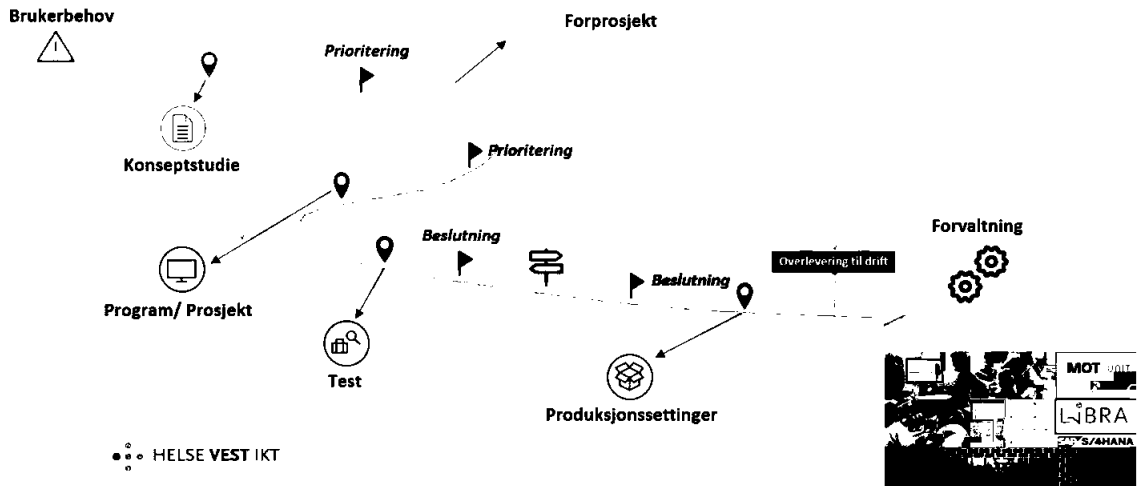 Brukerbehov
Forprosjekt
Prioritering
Konseptstudie
Prioritering
Program/ Prosjekt
Beslutning
Test
Beslutning
Produksjonssettinger
Overlevering til drift
Forvaltning
HELSE VEST IKT
MOT
LIBRA
S/4HANA